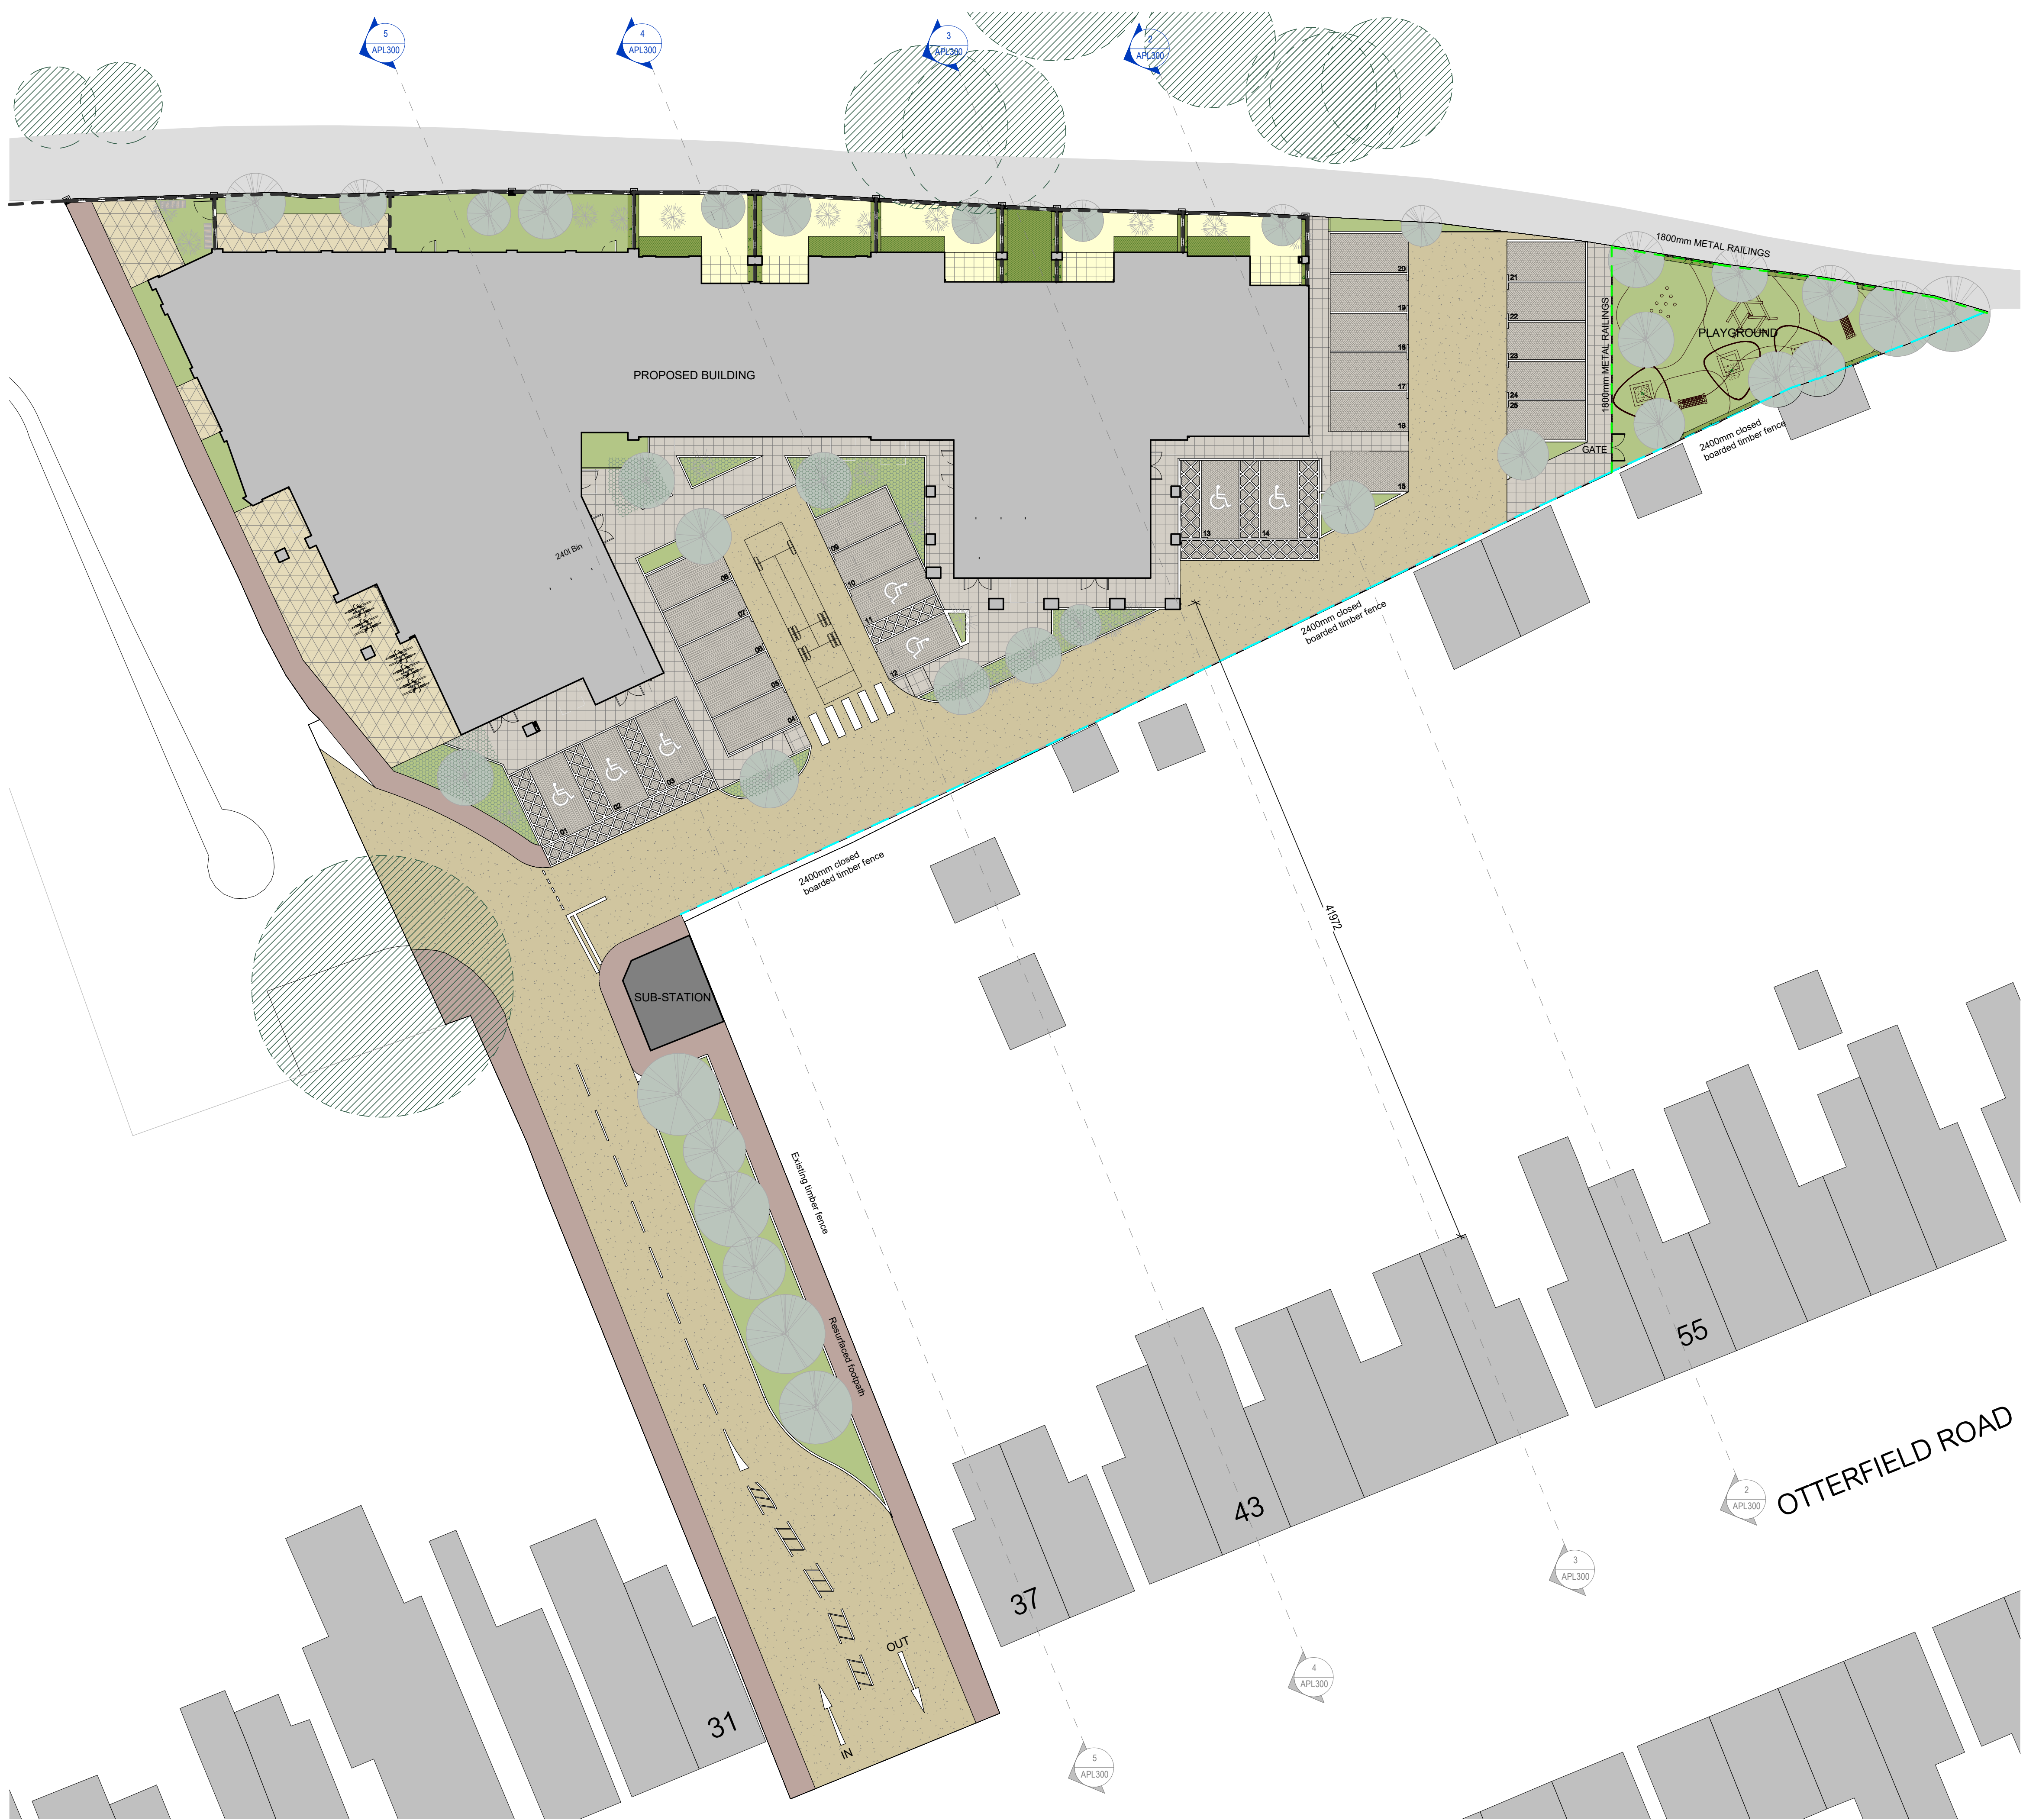 5
APL300
4
APL300
3
APL300
2
APL300
1800mm METAL RAILINGS
20
19
18
17
16
15
21
22
23
24
25
1800mm METAL RAILINGS
PLAYGROUND
GATE
2400mm closed
boarded timber fence
PROPOSED BUILDING
240l Bin
13
14
09
10
11
12
08
07
06
05
04
03
02
01
2400mm closed
boarded timber fence
2400mm closed
boarded timber fence
41972
SUB-STATION
Existing timber fence
Resurfaced footpath
55
43
37
31
OTTERFIELD ROAD
2
APL300
3
APL300
4
APL300
5
APL300
OUT
IN